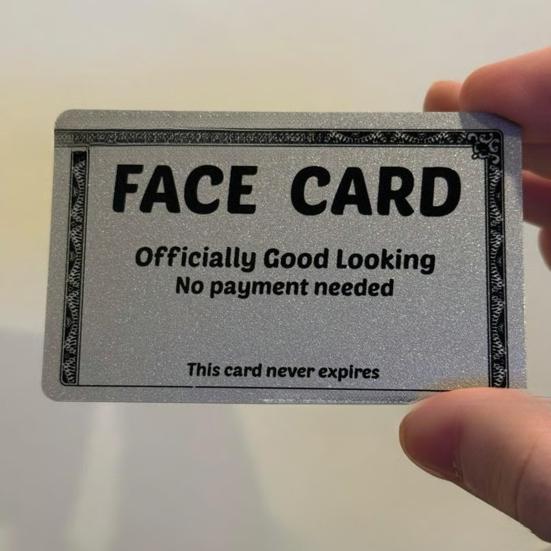 FACE CARD
Officially Good Looking
No payment needed
This card never expires